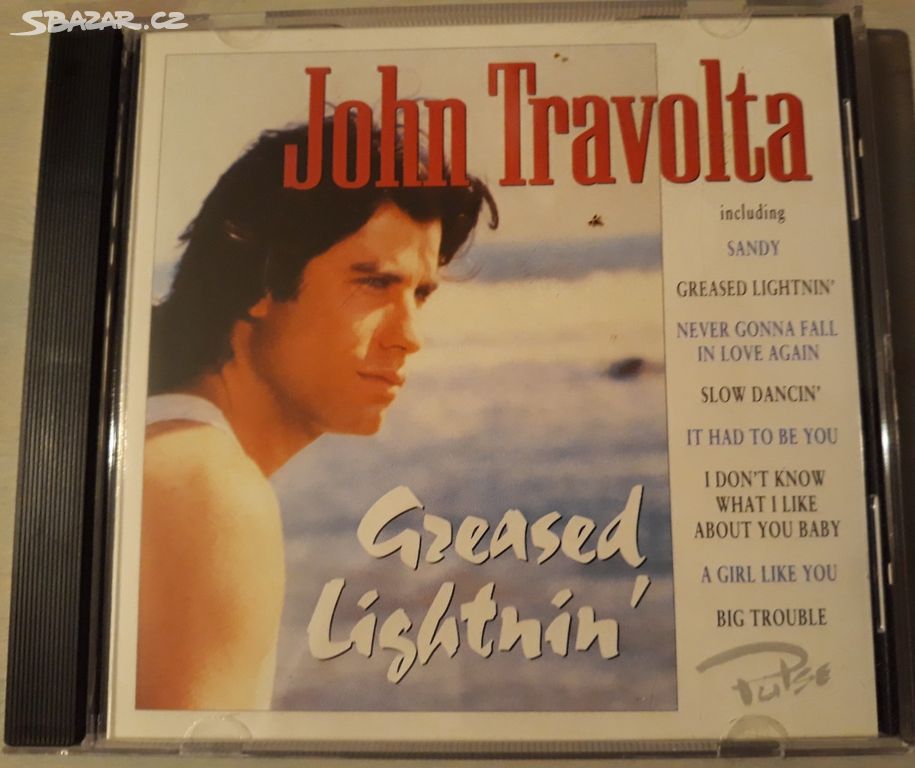 SBAZAR.CZ
John Travolta
including
SANDY
GREASED LIGHTNIN'
NEVER GONNA FALL
IN LOVE AGAIN
SLOW DANCIN'
IT HAD TO BE YOU
I DON'T KNOW
WHAT I LIKE
ABOUT YOU BABY
A GIRL LIKE YOU
BIG TROUBLE
Greased
Lightnin'
Pulse